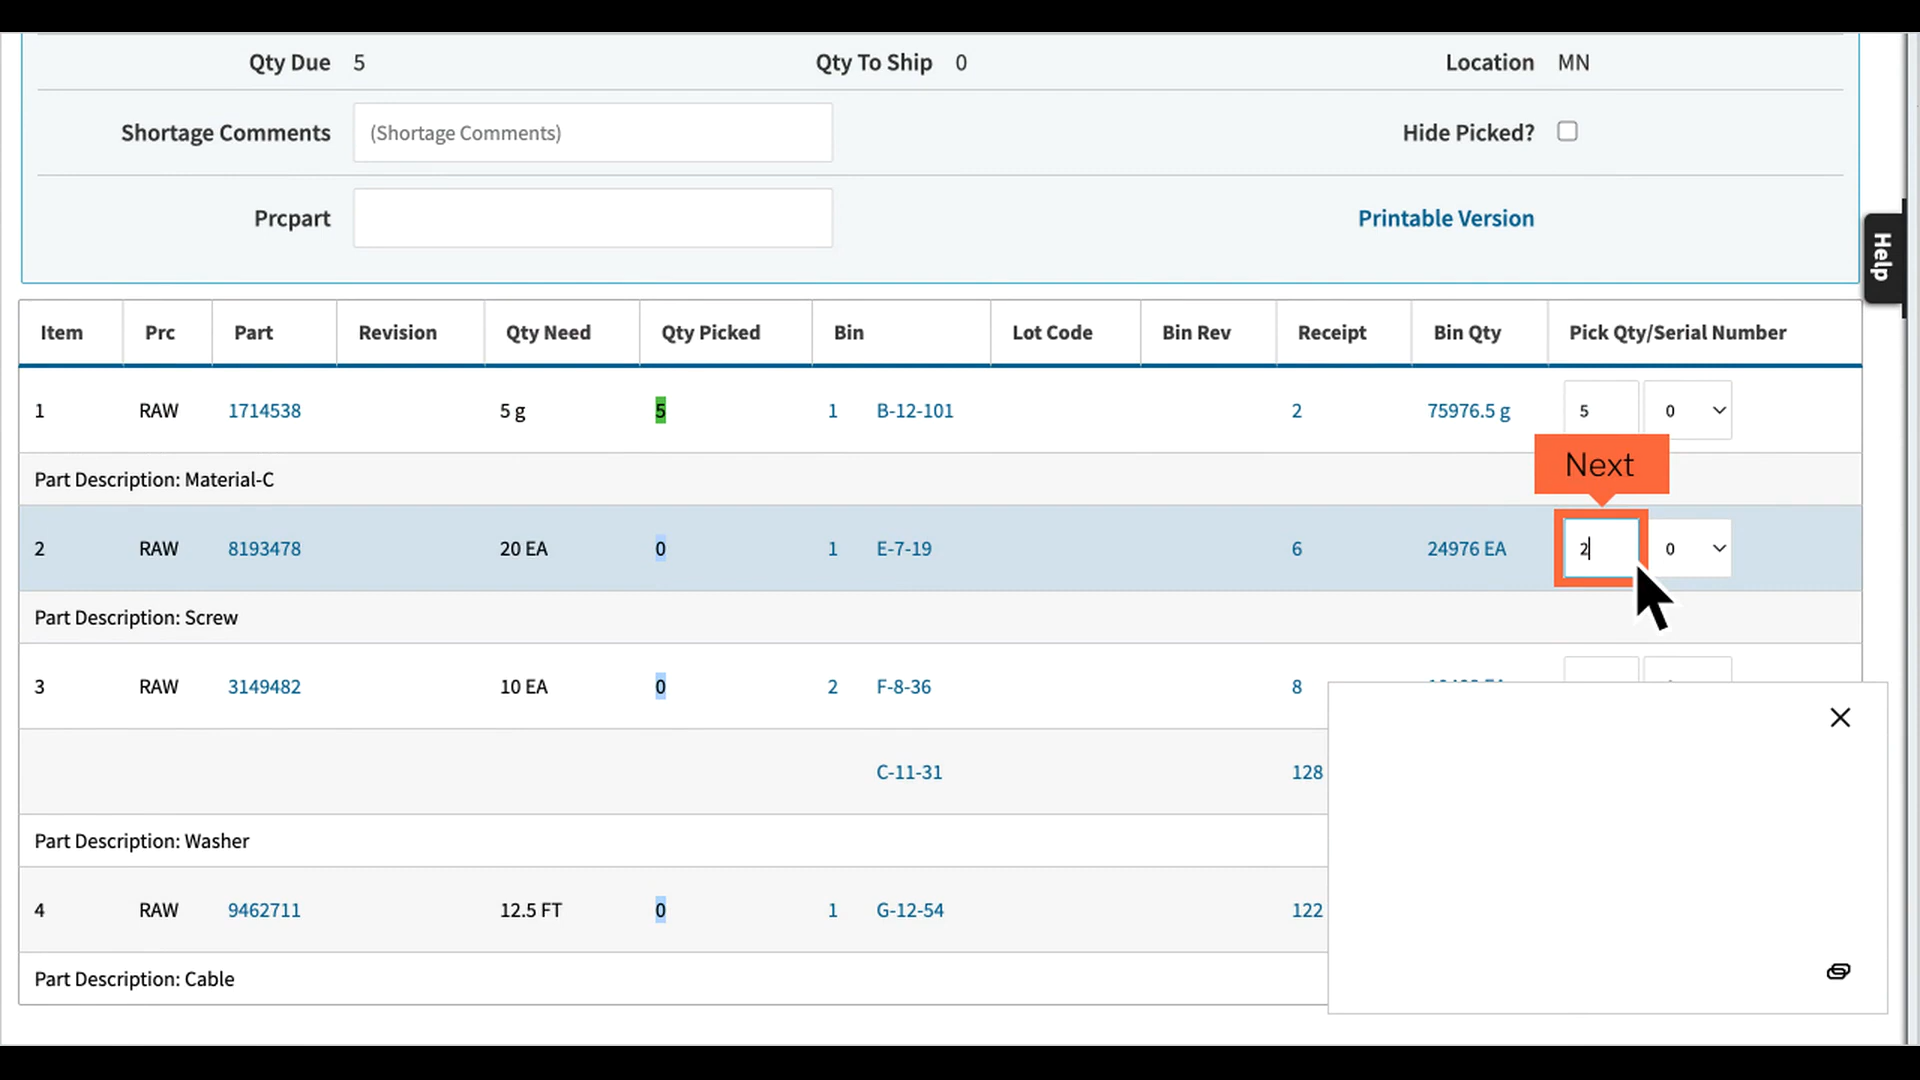 Qty Due 5 Qty To Ship 0 Location MN
Shortage Comments (Shortage Comments) Hide Picked?
Prcpart Printable Version
Help
Item Prc Part Revision Qty Need Qty Picked Bin Lot Code Bin Rev Receipt Bin Qty Pick Qty/Serial Number
1 RAW 1714538 5 g 5 1 B-12-101 2 75976.5 g 5 0
Next
Part Description: Material-C
2 RAW 8193478 20 EA 0 1 E-7-19 6 24976 EA 2 0
Part Description: Screw
3 RAW 3149482 10 EA 0 2 F-8-36 8
C-11-31 128
Part Description: Washer
4 RAW 9462711 12.5 FT 0 1 G-12-54 122
Part Description: Cable